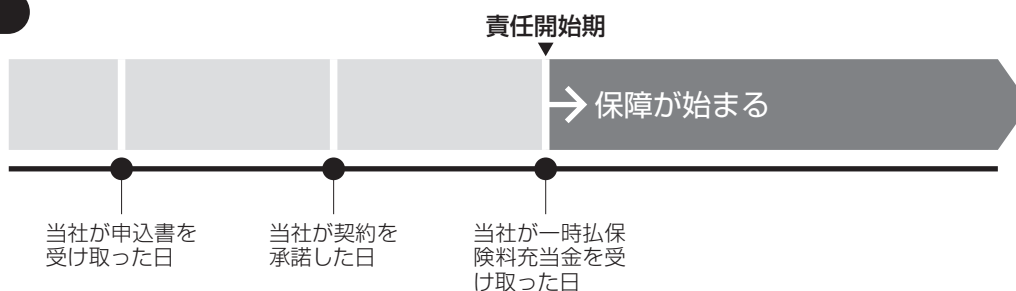 責任開始期
保障が始まる
当社が申込書を
受け取った日
当社が契約を
承諾した日
当社が一時払保
険料充当金を受
け取った日